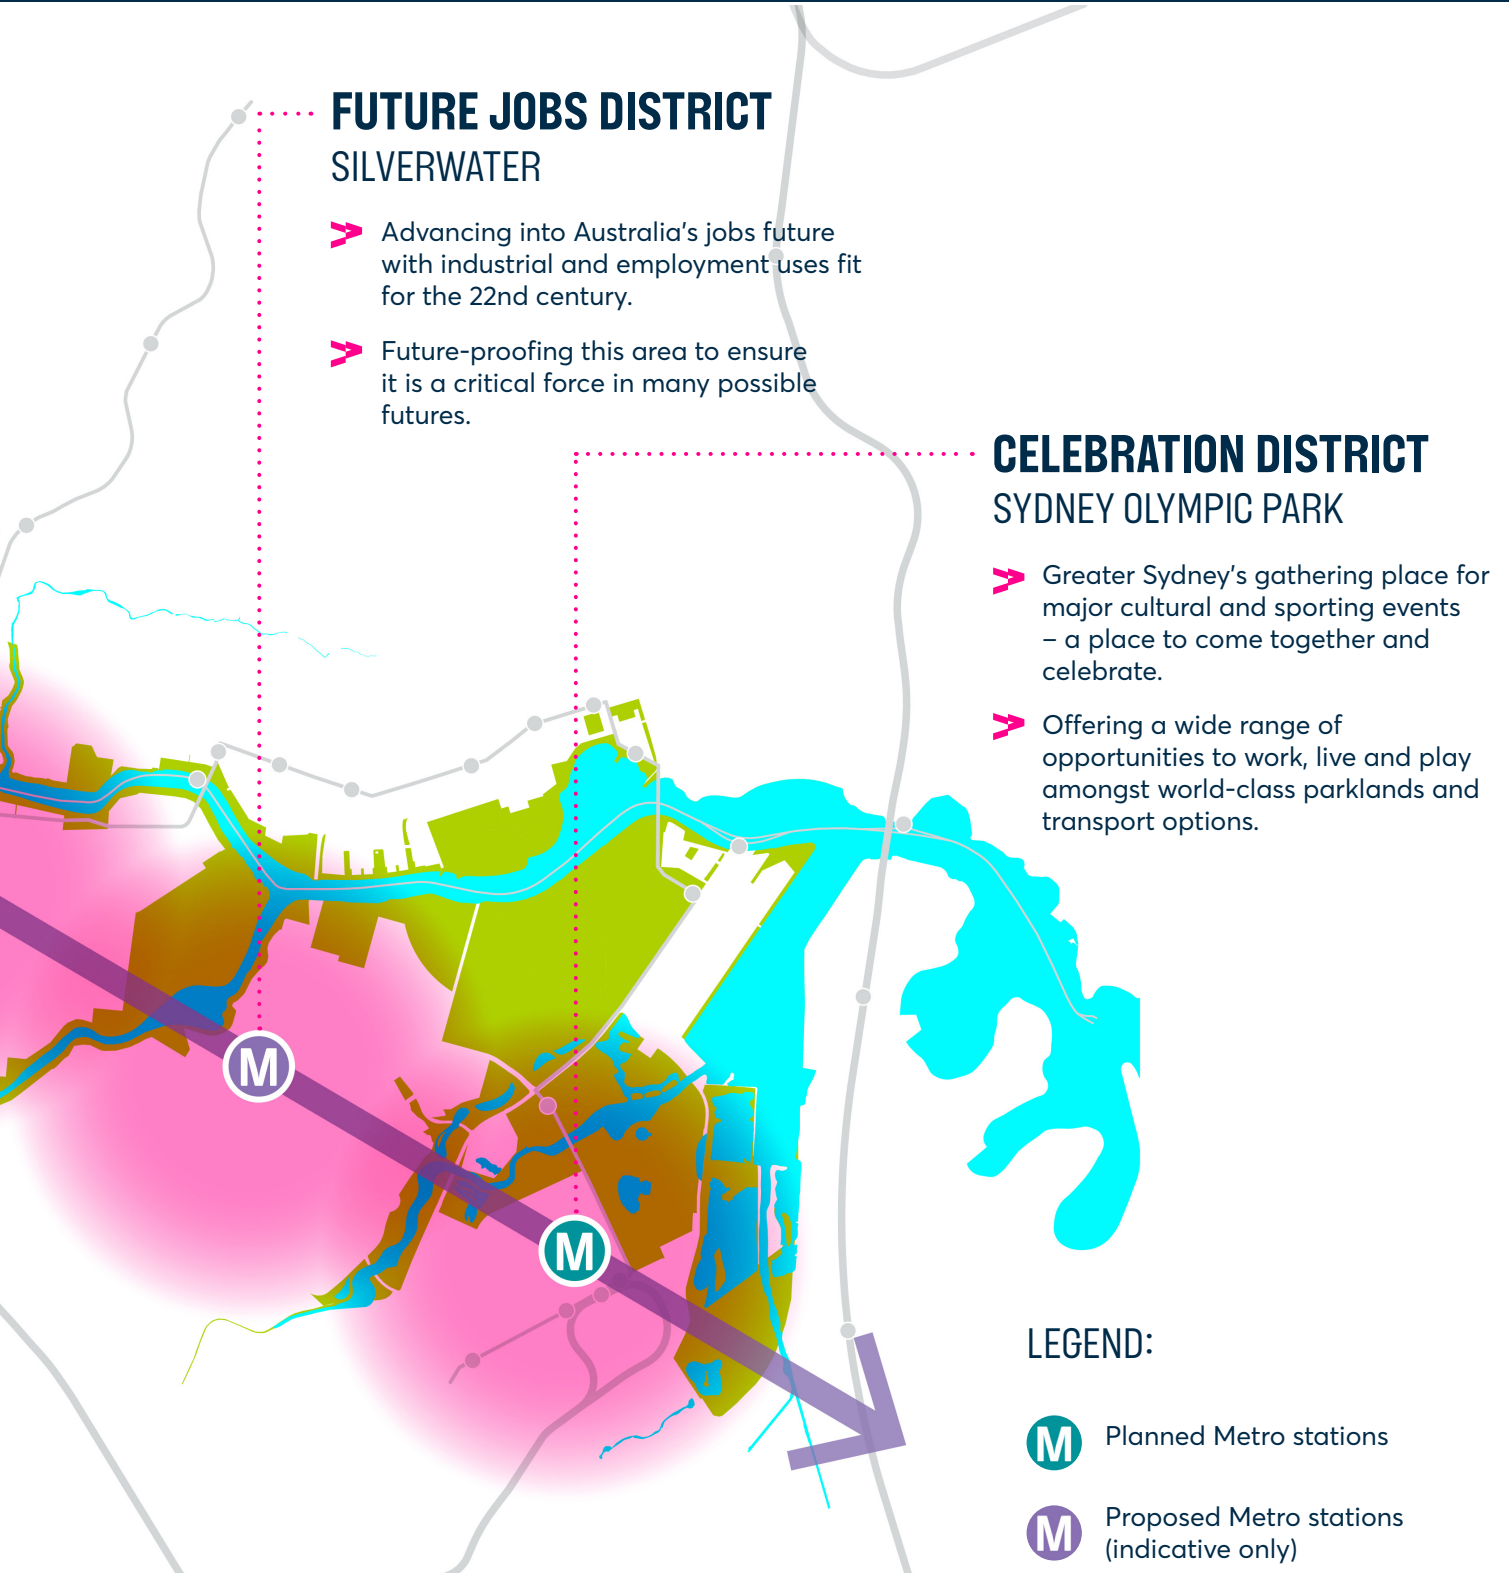 FUTURE JOBS DISTRICT
SILVERWATER
Advancing into Australia's jobs future
with industrial and employment uses fit
for the 22nd century.
Future-proofing this area to ensure
it is a critical force in many possible
futures.
CELEBRATION DISTRICT
SYDNEY OLYMPIC PARK
Greater Sydney's gathering place for
major cultural and sporting events
– a place to come together and
celebrate.
Offering a wide range of
opportunities to work, live and play
amongst world-class parklands and
transport options.
M
M
LEGEND:
M Planned Metro stations
M Proposed Metro stations
(indicative only)